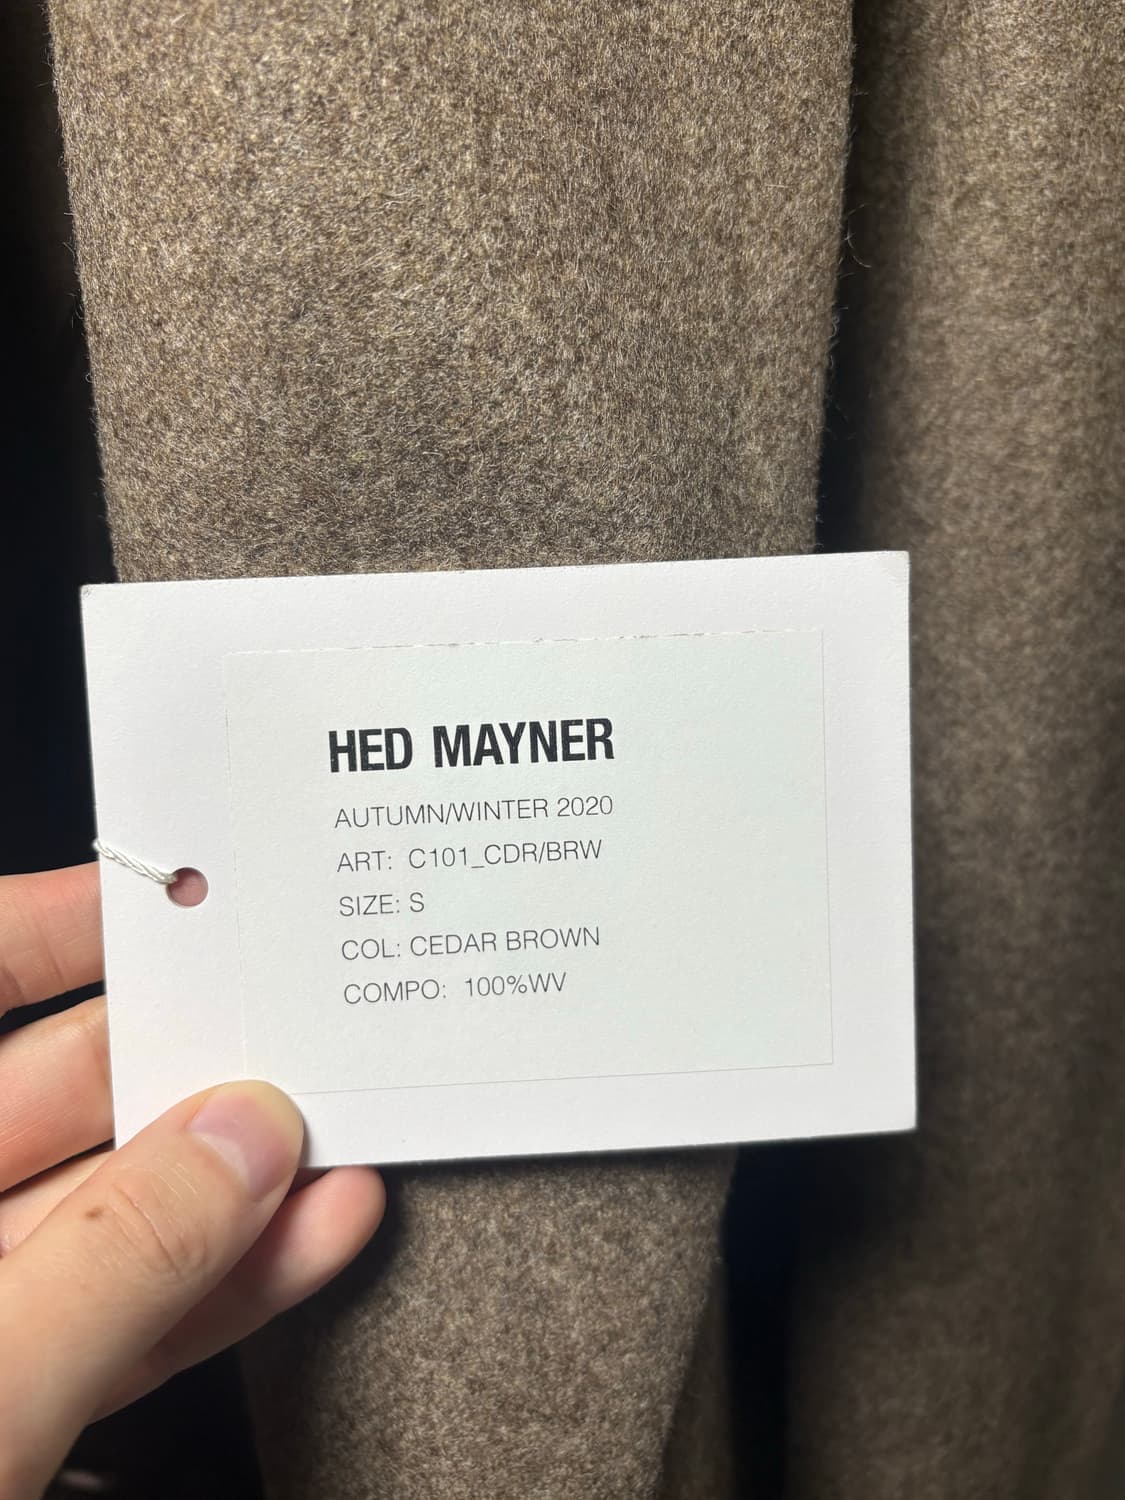 HED MAYNER
AUTUMN/WINTER 2020
ART: C101_CDR/BRW
SIZE: S
COL: CEDAR BROWN
COMPO: 100%WV